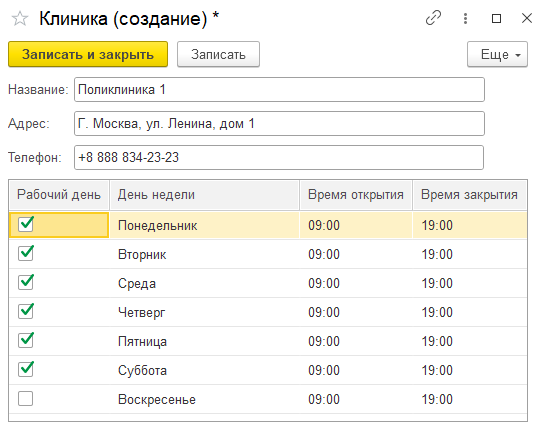 Клиника (создание) *
Записать и закрыть Записать Еще
Название: Поликлиника 1
Адрес: Г. Москва, ул. Ленина, дом 1
Телефон: +8 888 834-23-23
Рабочий день День недели Время открытия Время закрытия
Понедельник 09:00 19:00
Вторник 09:00 19:00
Среда 09:00 19:00
Четверг 09:00 19:00
Пятница 09:00 19:00
Суббота 09:00 19:00
Воскресенье 09:00 19:00